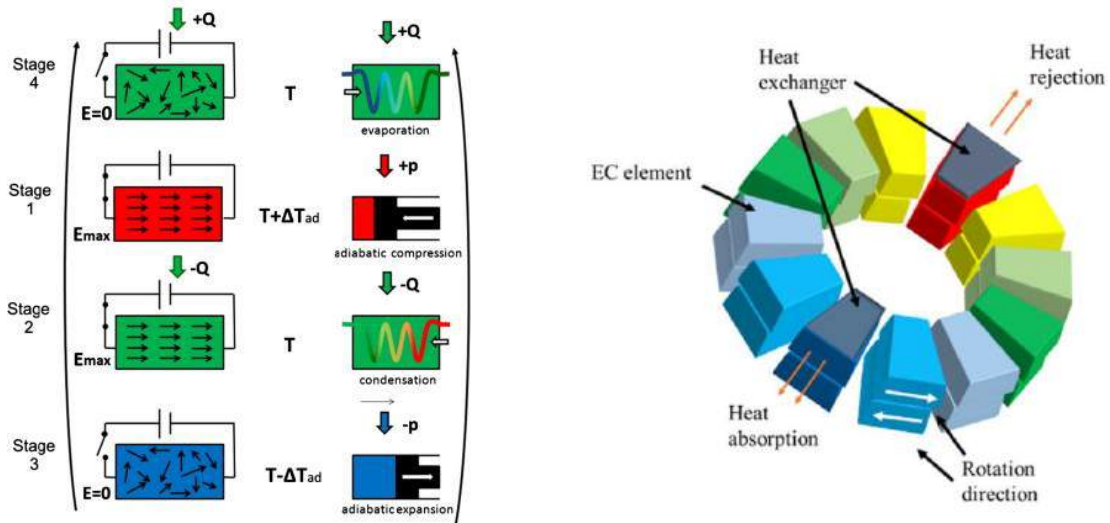 +Q
+Q
Stage
4
E=0
T
evaporation
+p
Stage
1
Emax
T+ΔTad
adiabatic compression
-Q
-Q
Stage
2
Emax
T
condensation
-p
Stage
3
E=0
T-ΔTad
adiabatic expansion
Heat
exchanger
Heat
rejection
EC element
Heat
absorption
Rotation
direction